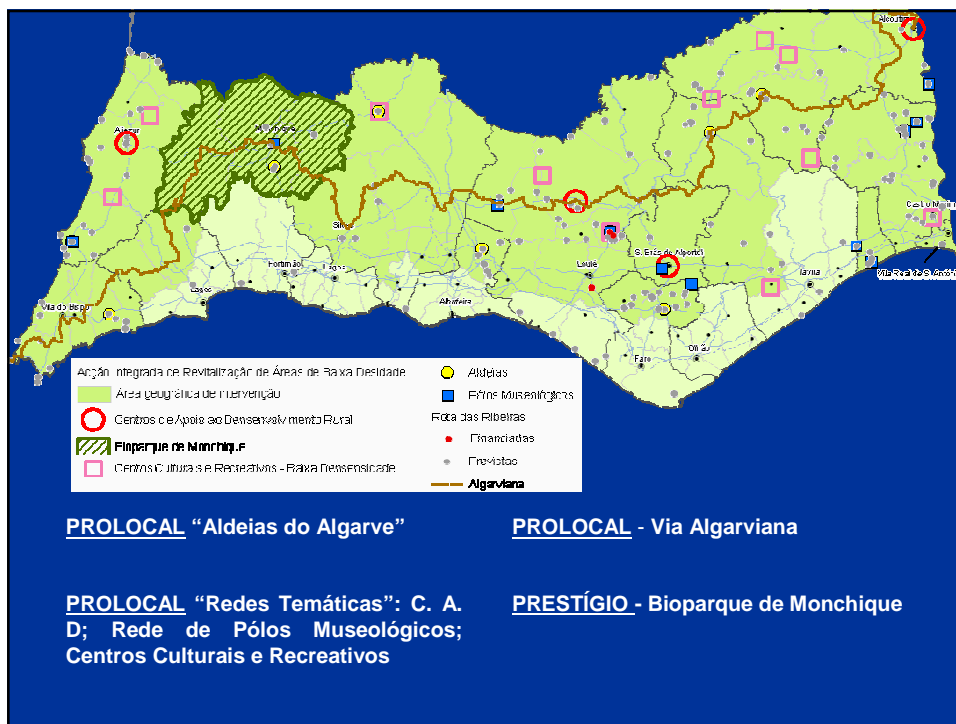 Alcoutim
Aljezur
Monchique
Silves
Castro Marim
S. Brás de Alportel
Loulé
Tavira
Vila Real de S. António
Portimão
Lagoa
Lagos
Vila do Bispo
Albufeira
Olhão
Faro
Acção Integrada de Revitalização de Áreas de Baixa Desidade
Área geográfica de intervenção
Centros de Apoio ao Densenvolvimento Rural
Bioparque de Monchique
Centros Culturais e Recreativos - Baixa Densensidade
Aldeias
Pólos Museológicos
Rota das Ribeiras
Financiadas
Previstas
Algarviana
PROLOCAL “Aldeias do Algarve”
PROLOCAL - Via Algarviana
PROLOCAL “Redes Temáticas”: C. A.
D; Rede de Pólos Museológicos;
Centros Culturais e Recreativos
PRESTÍGIO - Bioparque de Monchique